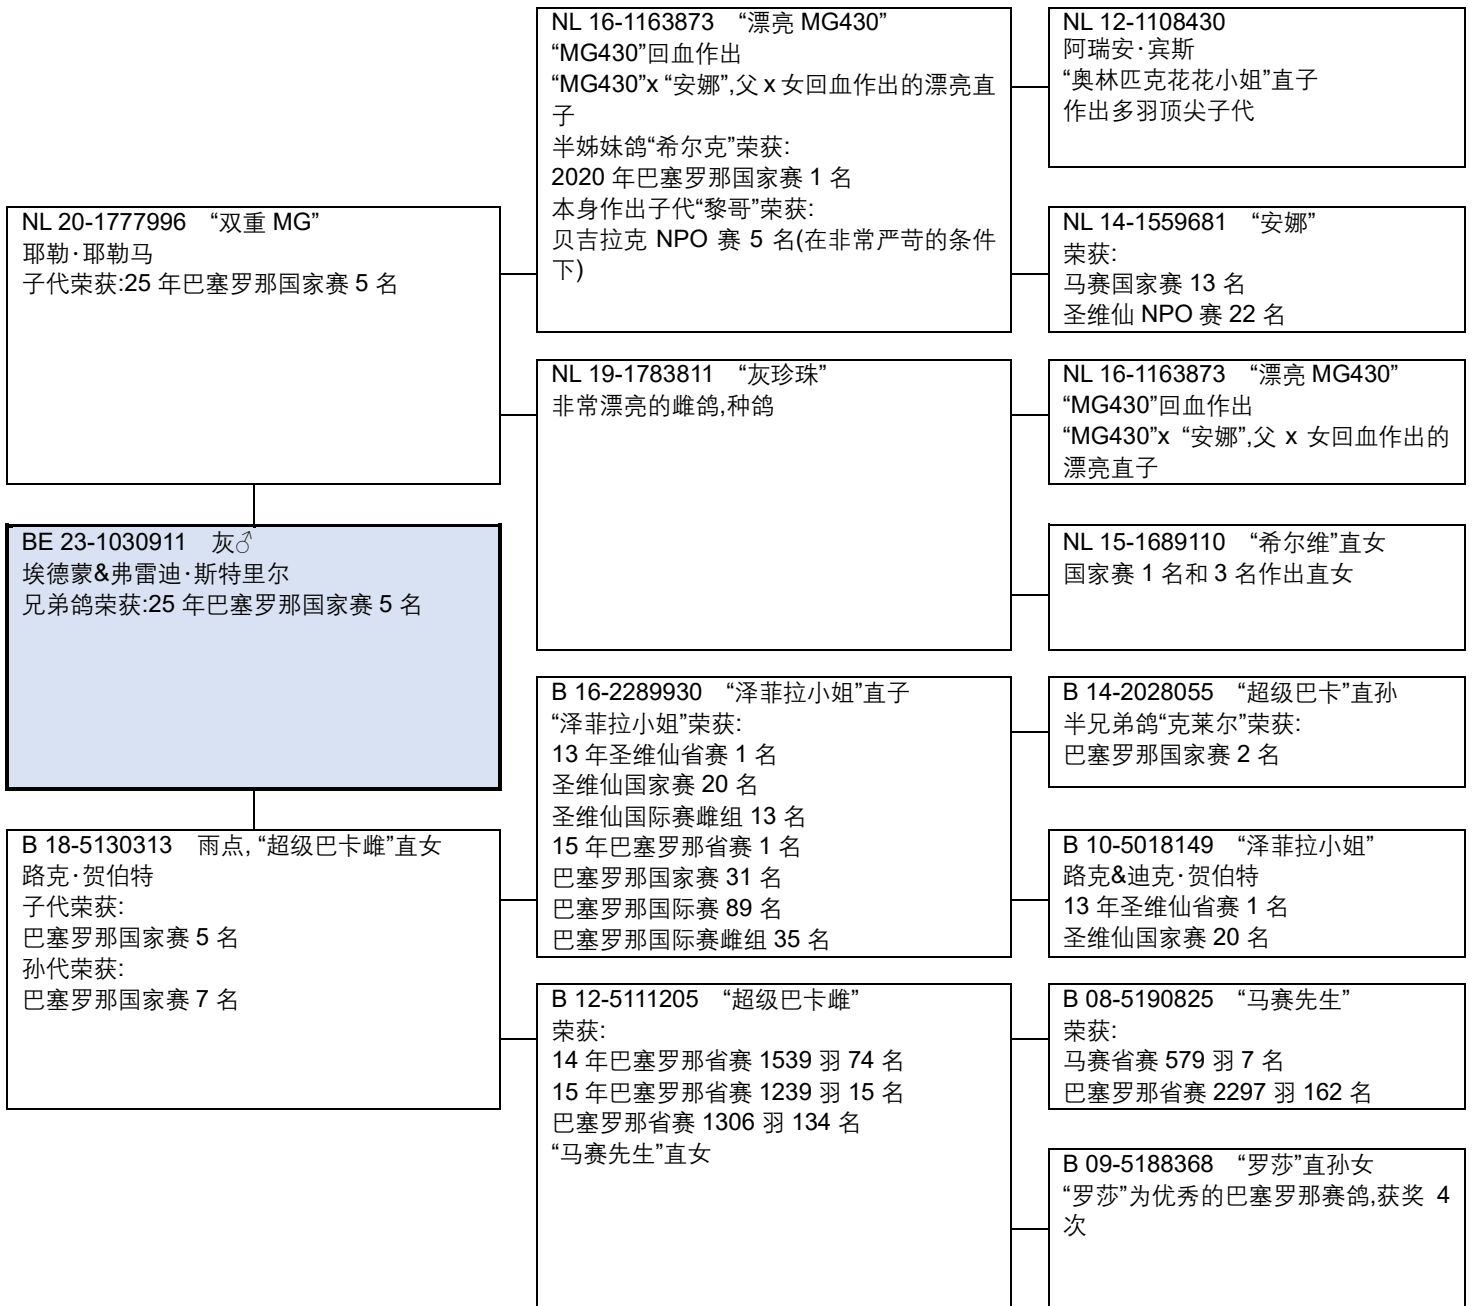 NL 20-1777996 “双重 MG”
耶勒·耶勒马
子代荣获:25 年巴塞罗那国家赛 5 名
BE 23-1030911 灰♂
埃德蒙&弗雷迪·斯特里尔
兄弟鸽荣获:25 年巴塞罗那国家赛 5 名
B 18-5130313 雨点, “超级巴卡雌”直女
路克·贺伯特
子代荣获:
巴塞罗那国家赛 5 名
孙代荣获:
巴塞罗那国家赛 7 名
NL 16-1163873 “漂亮 MG430”
“MG430”回血作出
“MG430”x “安娜”,父 x 女回血作出的漂亮直
子
半姊妹鸽“希尔克”荣获:
2020 年巴塞罗那国家赛 1 名
本身作出子代“黎哥”荣获:
贝吉拉克 NPO 赛 5 名(在非常严苛的条件
下)
NL 19-1783811 “灰珍珠”
非常漂亮的雌鸽,种鸽
B 16-2289930 “泽菲拉小姐”直子
“泽菲拉小姐”荣获:
13 年圣维仙省赛 1 名
圣维仙国家赛 20 名
圣维仙国际赛雌组 13 名
15 年巴塞罗那省赛 1 名
巴塞罗那国家赛 31 名
巴塞罗那国际赛 89 名
巴塞罗那国际赛雌组 35 名
B 12-5111205 “超级巴卡雌”
荣获:
14 年巴塞罗那省赛 1539 羽 74 名
15 年巴塞罗那省赛 1239 羽 15 名
巴塞罗那省赛 1306 羽 134 名
“马赛先生”直女
NL 12-1108430
阿瑞安·宾斯
“奥林匹克花花小姐”直子
作出多羽顶尖子代
NL 14-1559681 “安娜”
荣获:
马赛国家赛 13 名
圣维仙 NPO 赛 22 名
NL 16-1163873 “漂亮 MG430”
“MG430”回血作出
“MG430”x “安娜”,父 x 女回血作出的
漂亮直子
NL 15-1689110 “希尔维”直女
国家赛 1 名和 3 名作出直女
B 14-2028055 “超级巴卡”直孙
半兄弟鸽“克莱尔”荣获:
巴塞罗那国家赛 2 名
B 10-5018149 “泽菲拉小姐”
路克&迪克·贺伯特
13 年圣维仙省赛 1 名
圣维仙国家赛 20 名
B 08-5190825 “马赛先生”
荣获:
马赛省赛 579 羽 7 名
巴塞罗那省赛 2297 羽 162 名
B 09-5188368 “罗莎”直孙女
“罗莎”为优秀的巴塞罗那赛鸽,获奖 4
次